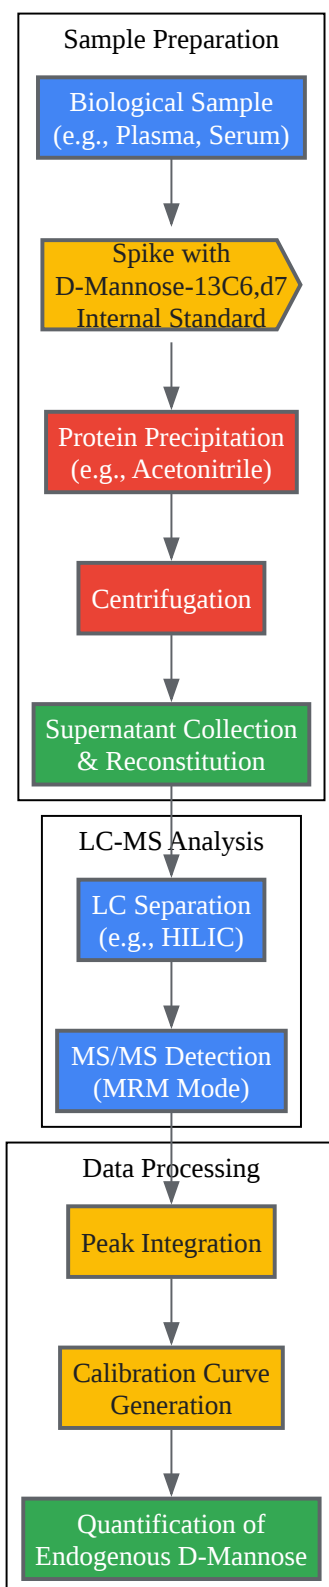 Sample Preparation
Biological Sample
(e.g., Plasma, Serum)
Spike with
D-Mannose-13C6,d7
Internal Standard
Protein Precipitation
(e.g., Acetonitrile)
Centrifugation
Supernatant Collection
& Reconstitution
LC-MS Analysis
LC Separation
(e.g., HILIC)
MS/MS Detection
(MRM Mode)
Data Processing
Peak Integration
Calibration Curve
Generation
Quantification of
Endogenous D-Mannose